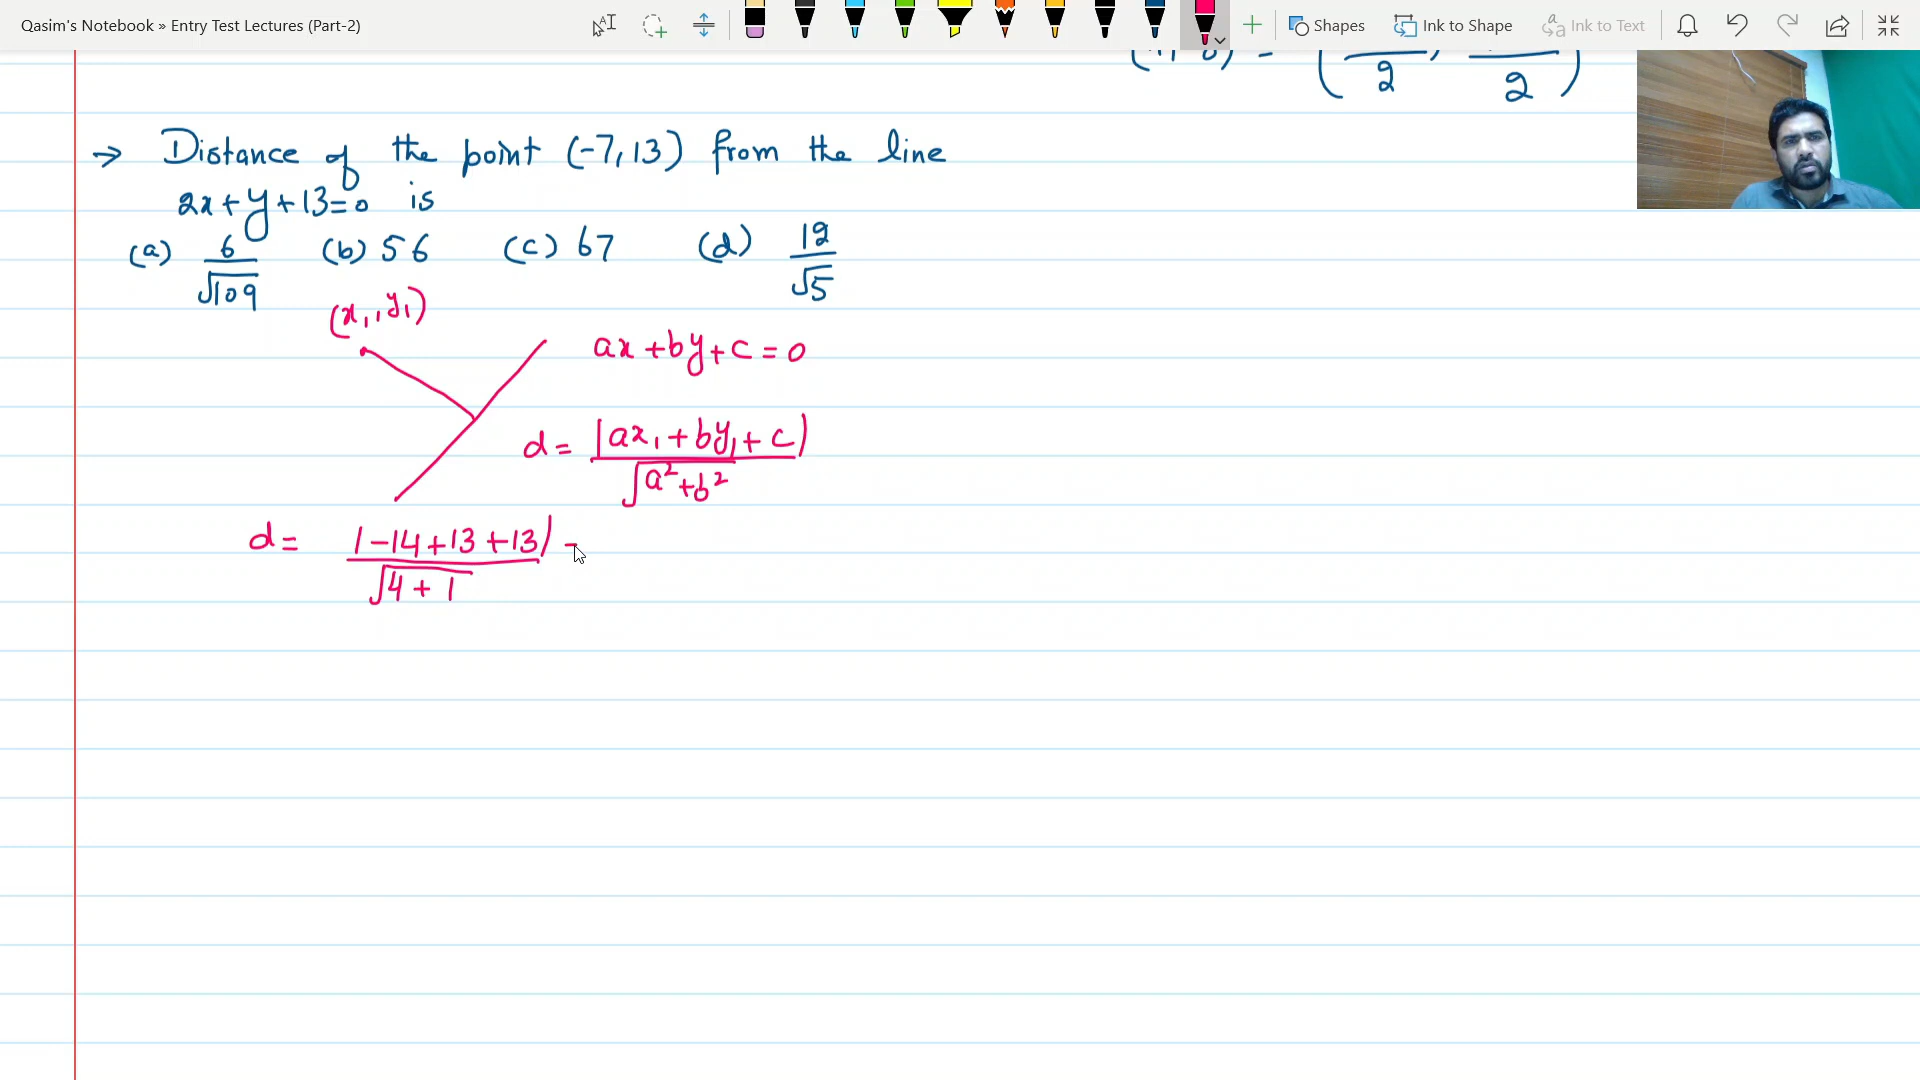 Qasim's Notebook » Entry Test Lectures (Part-2)
Shapes
Ink to Shape
Ink to Text
2
2
→ Distance of the point (-7,13) from the line
2x+y+13=0 is
(a) 6/√109 (b) 56 (c) 67 (d) 12/√5
(x₁,y₁)
ax+by+c=0
d= |ax₁+by₁+c|/√a²+b²
d= |-14+13+13|/√4+1